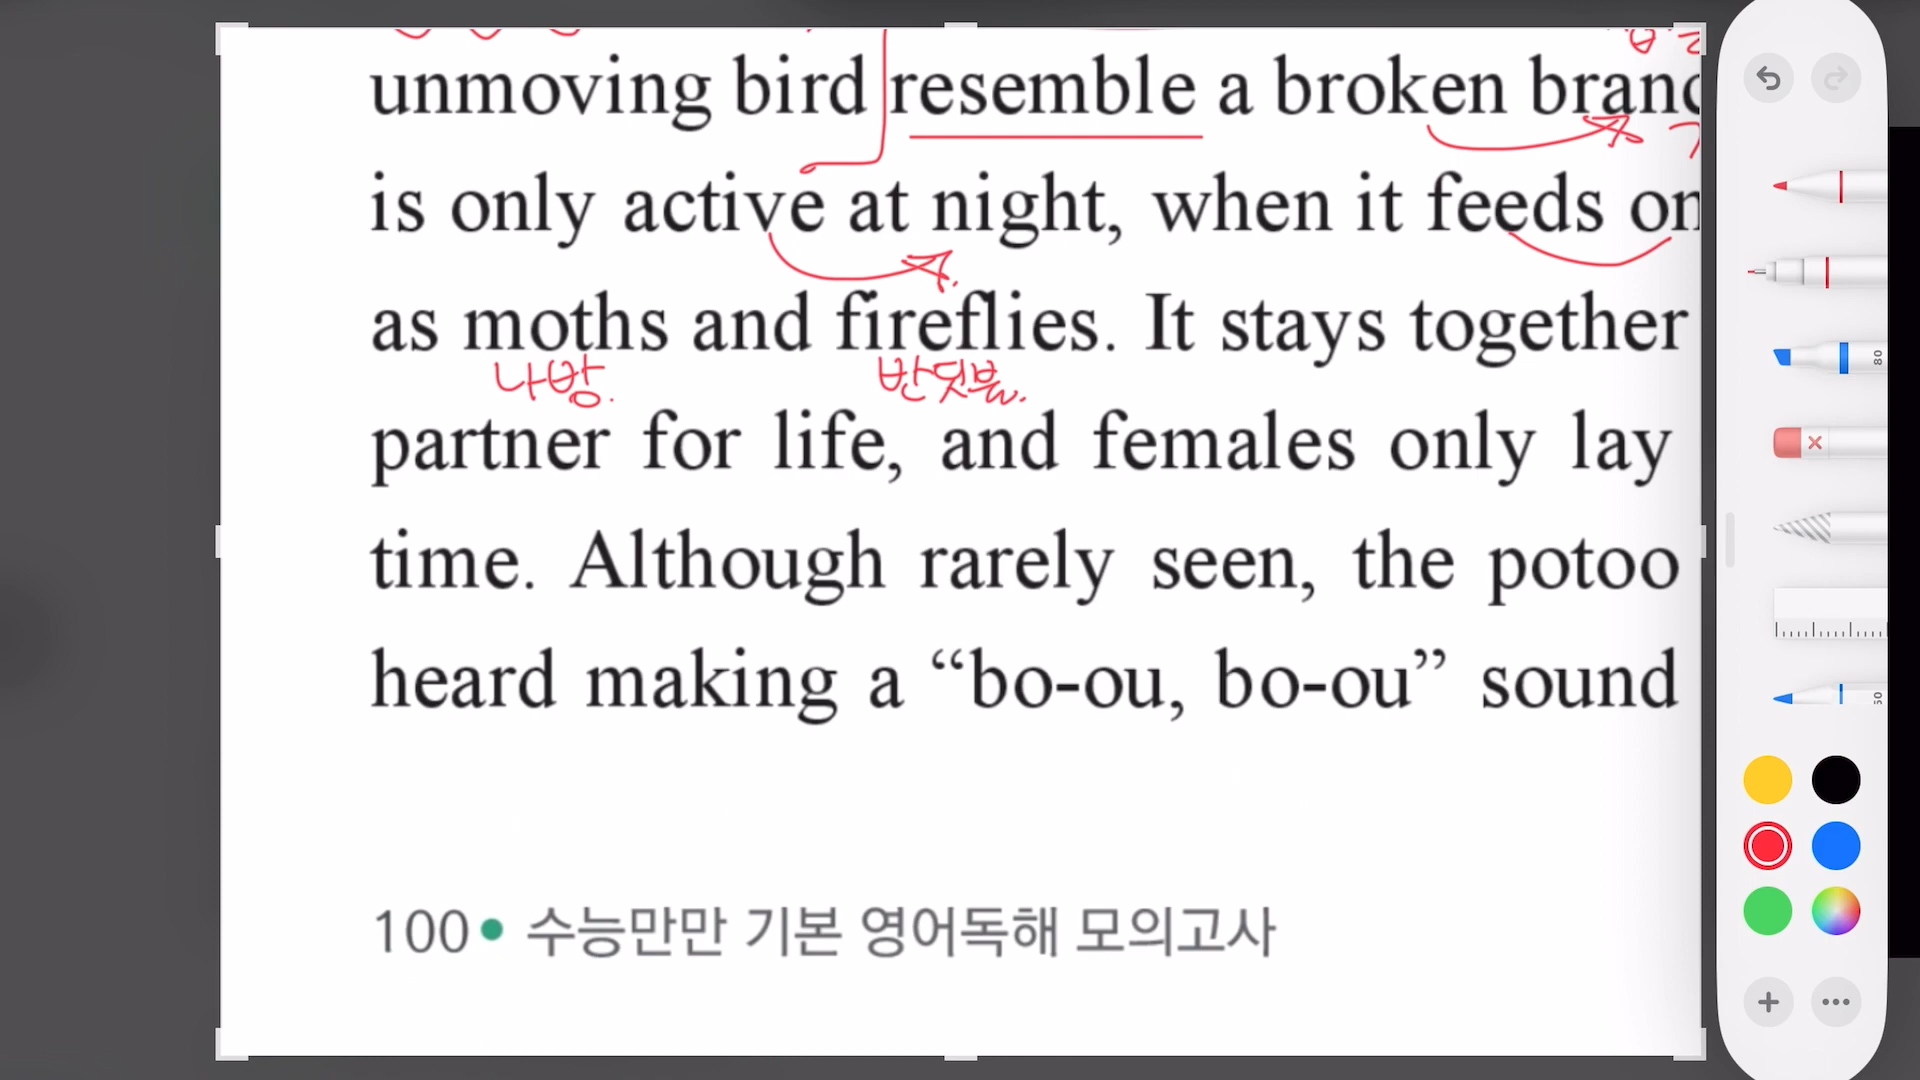 unmoving bird resemble a broken
is only active at night, when it feeds on
as moths and fireflies. It stays together
나방. 반딧불.
partner for life, and females only lay
time. Although rarely seen, the potoo
heard making a “bo-ou, bo-ou” sound
100 • 수능만만 기본 영어독해 모의고사
80
50